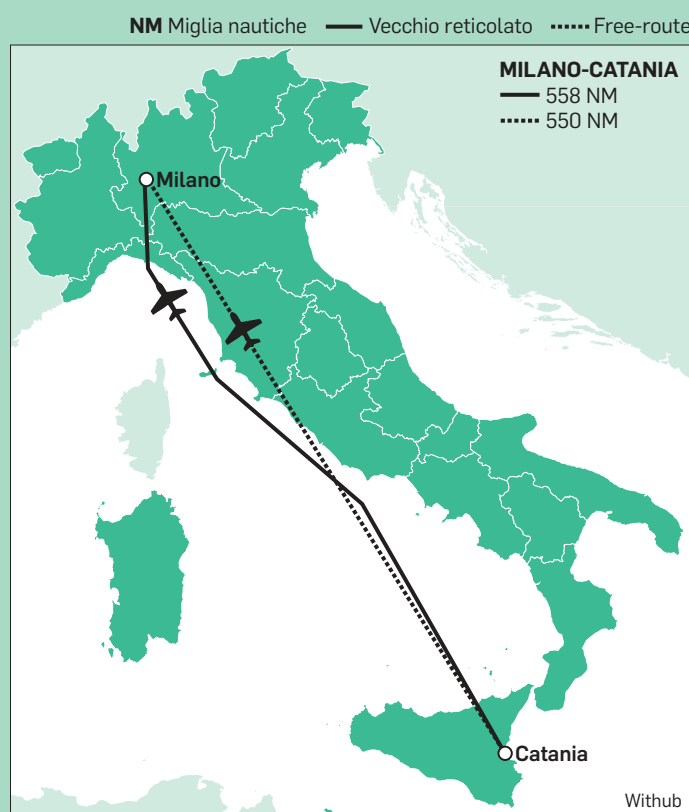 NM Miglia nautiche Vecchio reticolato Free-route
MILANO-CATANIA
558 NM
550 NM
Milano
Catania
Withub